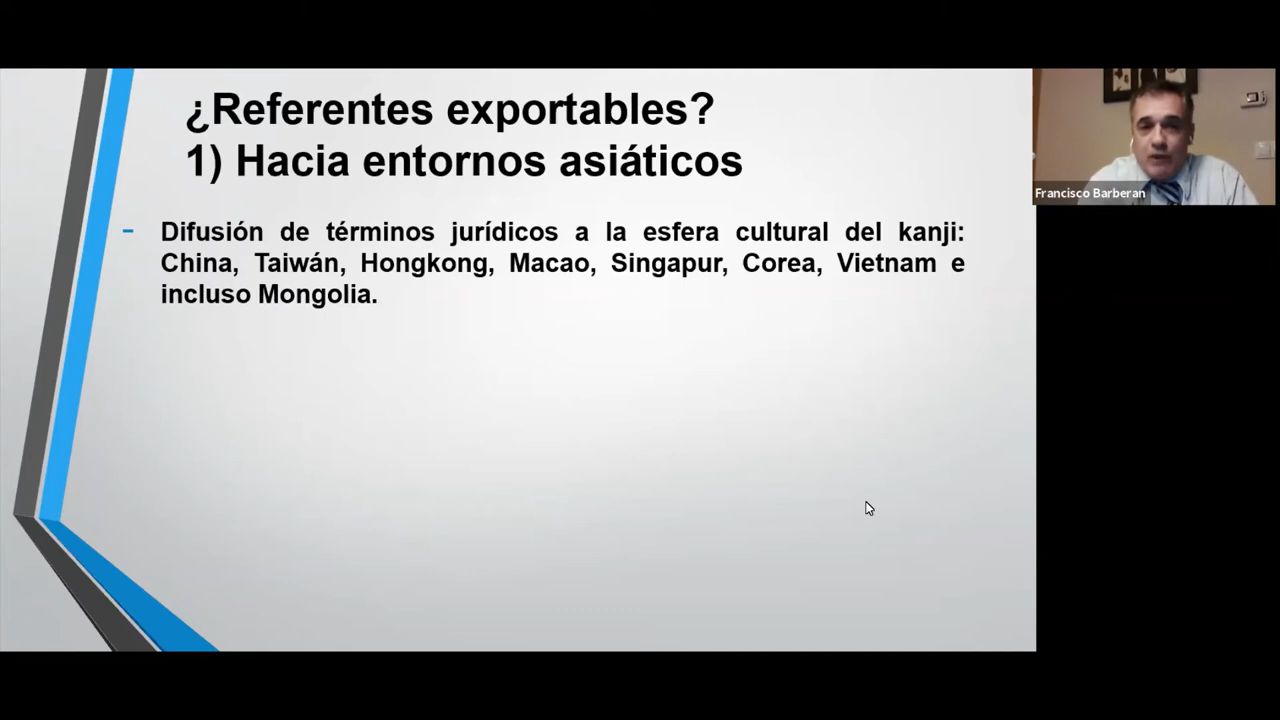 ¿Referentes exportables?
1) Hacia entornos asiáticos
- Difusión de términos jurídicos a la esfera cultural del kanji:
China, Taiwán, Hongkong, Macao, Singapur, Corea, Vietnam e
incluso Mongolia.
Francisco Barberan